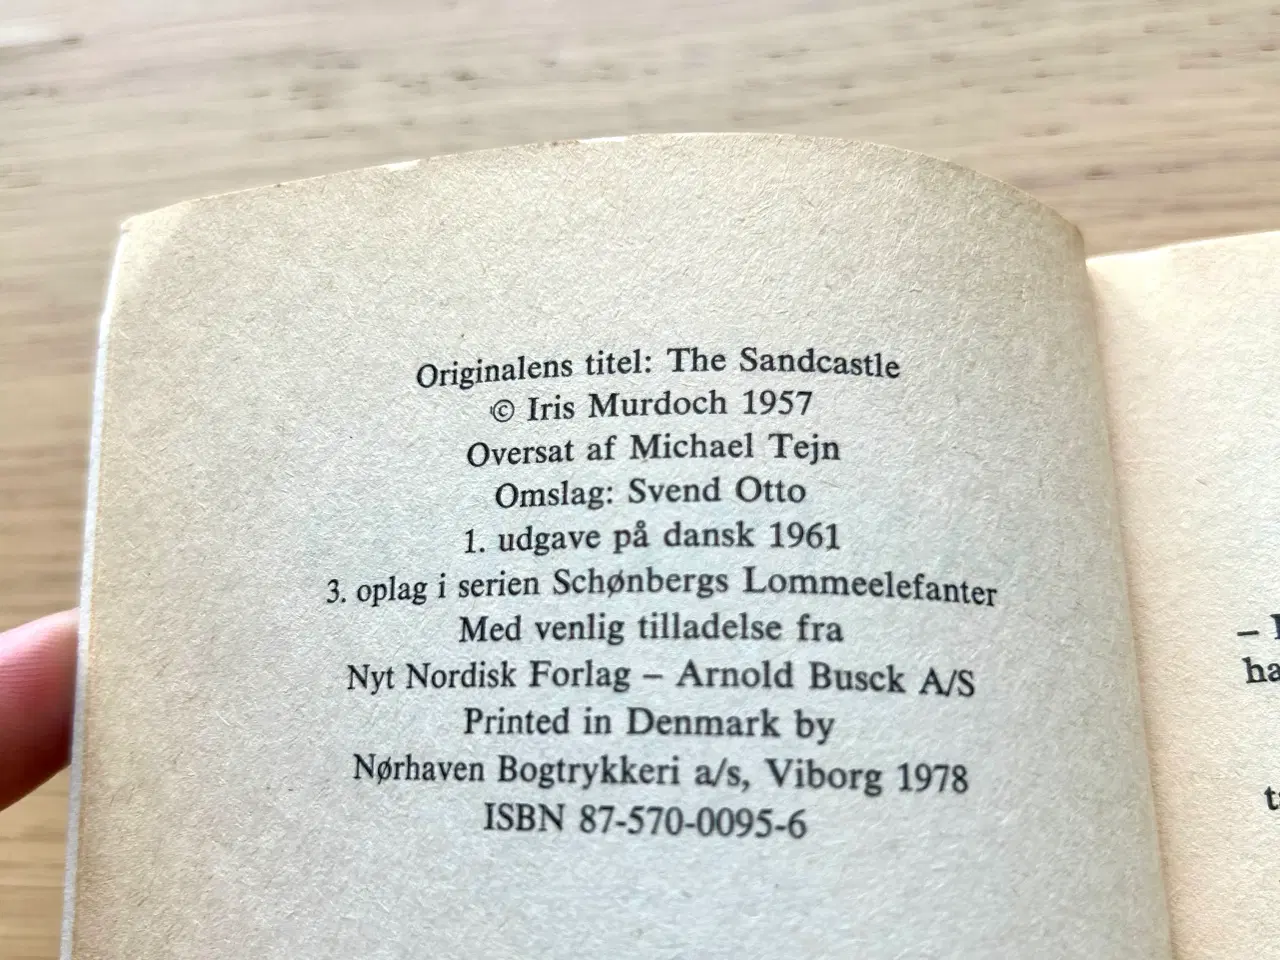 Originalens titel: The Sandcastle
© Iris Murdoch 1957
Oversat af Michael Tejn
Omslag: Svend Otto
1. udgave på dansk 1961
3. oplag i serien Schønbergs Lommeelefanter
Med venlig tilladelse fra
Nyt Nordisk Forlag – Arnold Busck A/S
Printed in Denmark by
Nørhaven Bogtrykkeri a/s, Viborg 1978
ISBN 87-570-0095-6